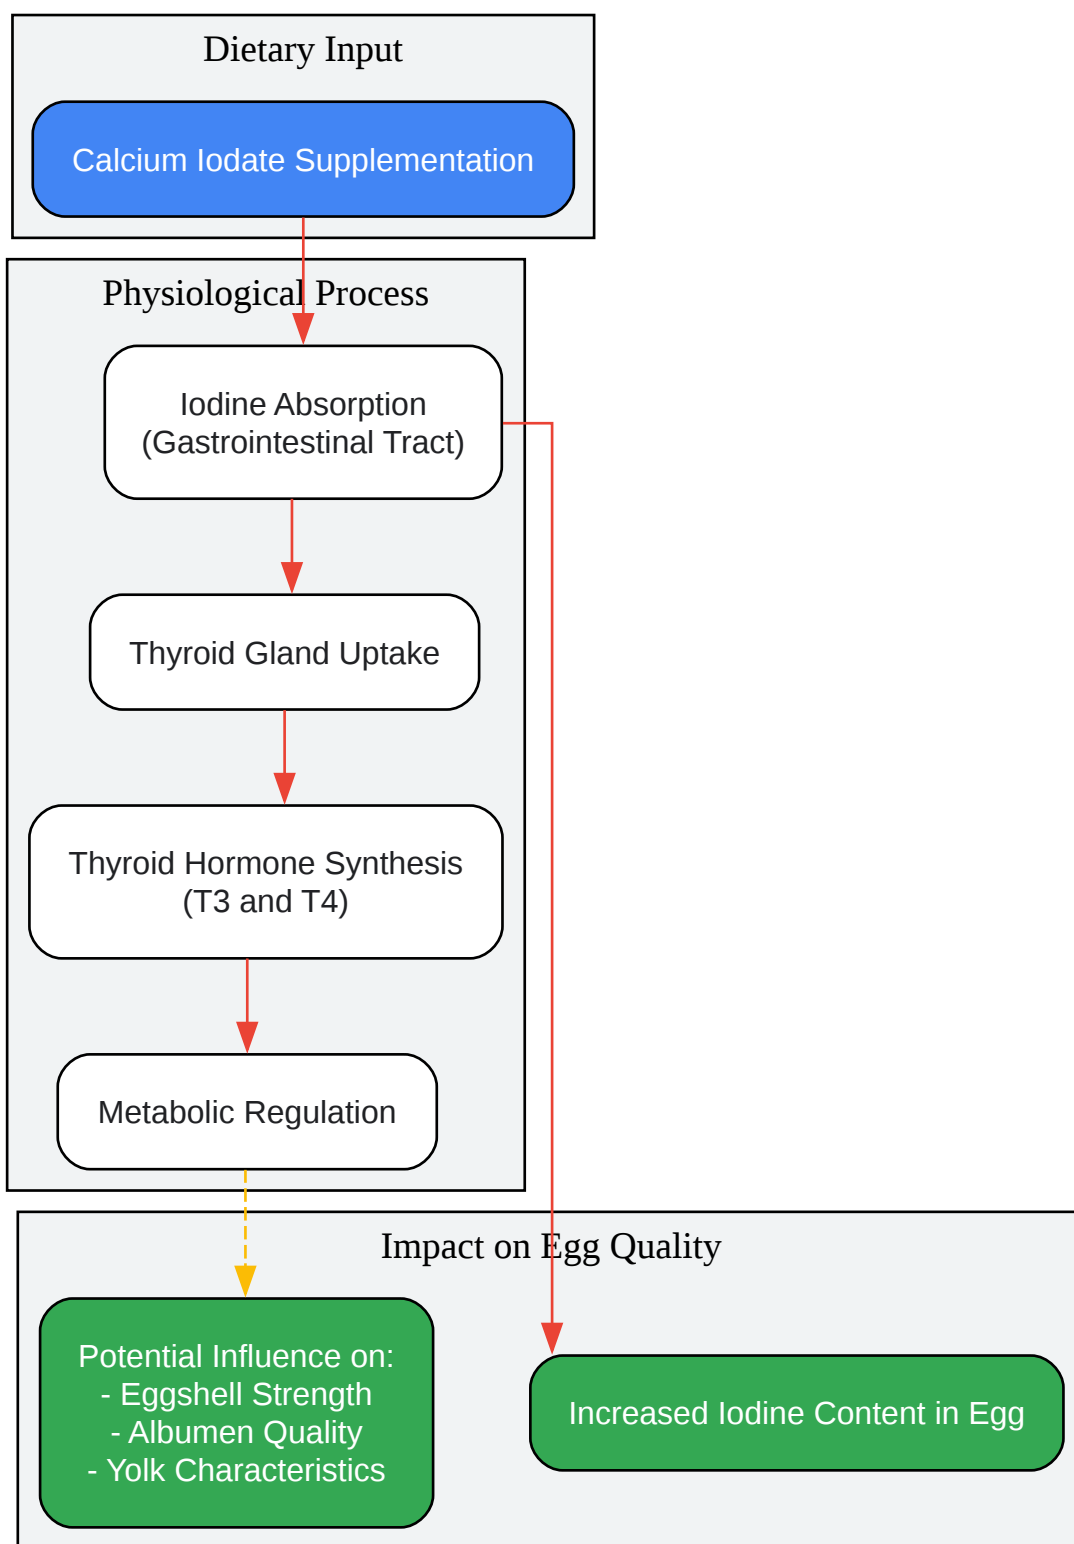 Dietary Input
Calcium Iodate Supplementation
Physiological Process
Iodine Absorption
(Gastrointestinal Tract)
Thyroid Gland Uptake
Thyroid Hormone Synthesis
(T3 and T4)
Metabolic Regulation
Impact on Egg Quality
Potential Influence on:
- Eggshell Strength
- Albumen Quality
- Yolk Characteristics
Increased Iodine Content in Egg